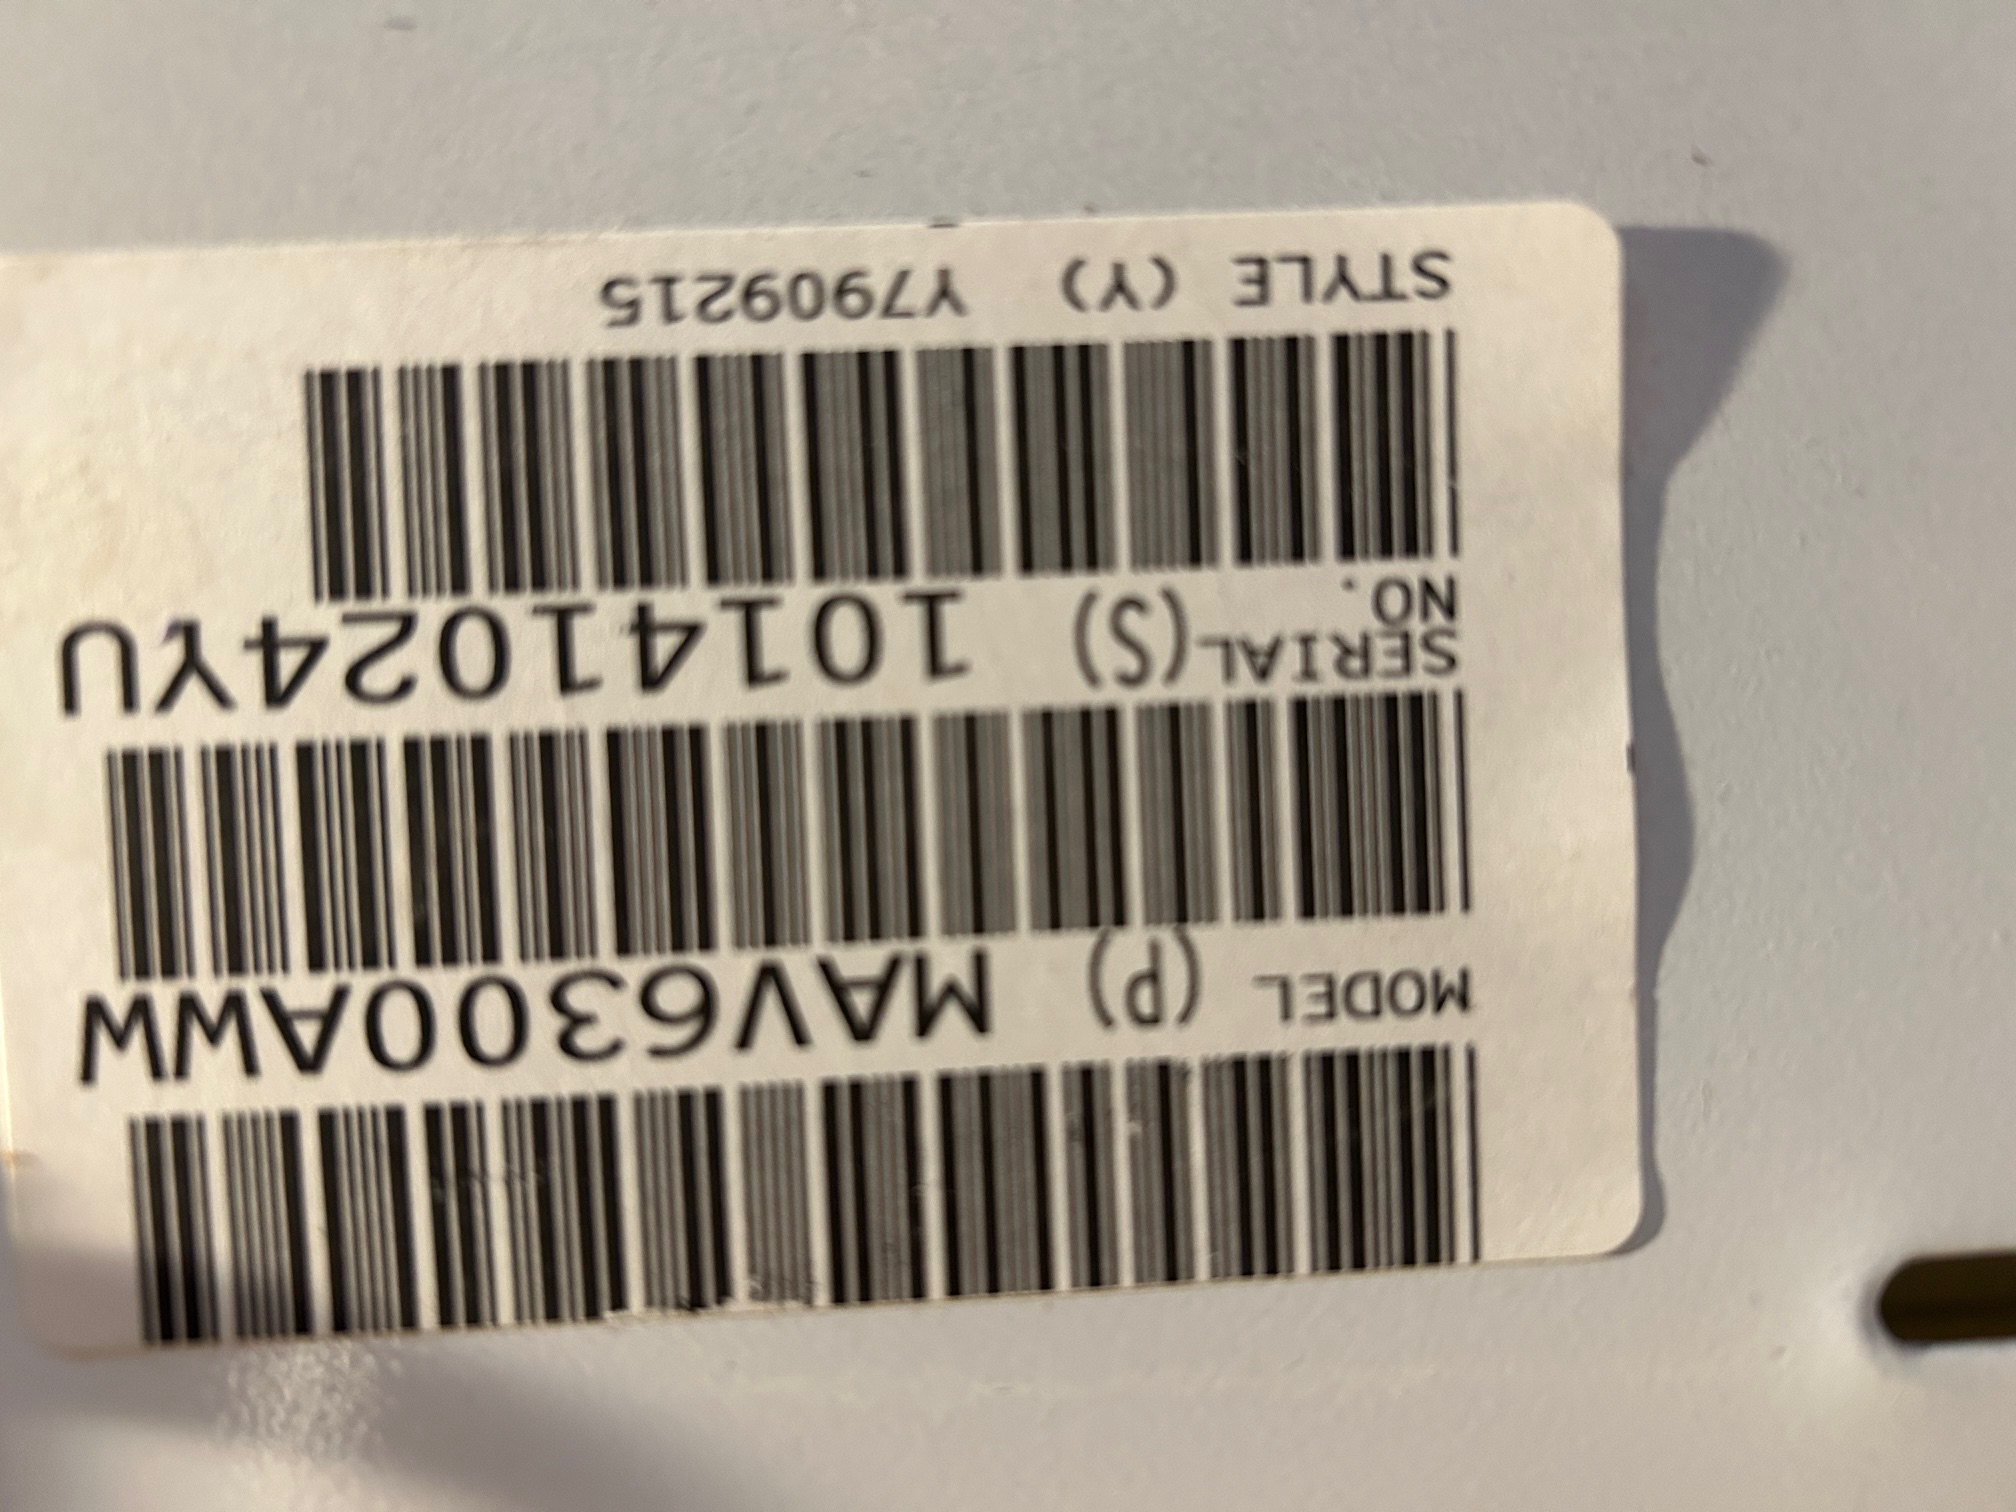 MODEL (P) MAV6300AWW
SERIAL NO. (S) 10141024YU
STYLE (Y) Y7909215